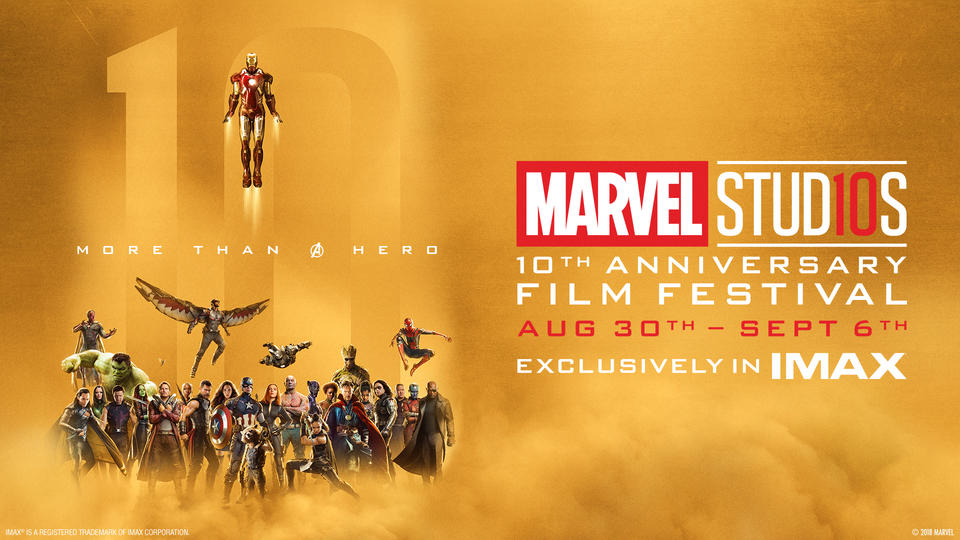 10
MORE THAN A HERO
MARVEL STUD10S
10TH ANNIVERSARY
FILM FESTIVAL
AUG 30TH – SEPT 6TH
EXCLUSIVELY IN IMAX
IMAX® IS A REGISTERED TRADEMARK OF IMAX CORPORATION.
© 2018 MARVEL